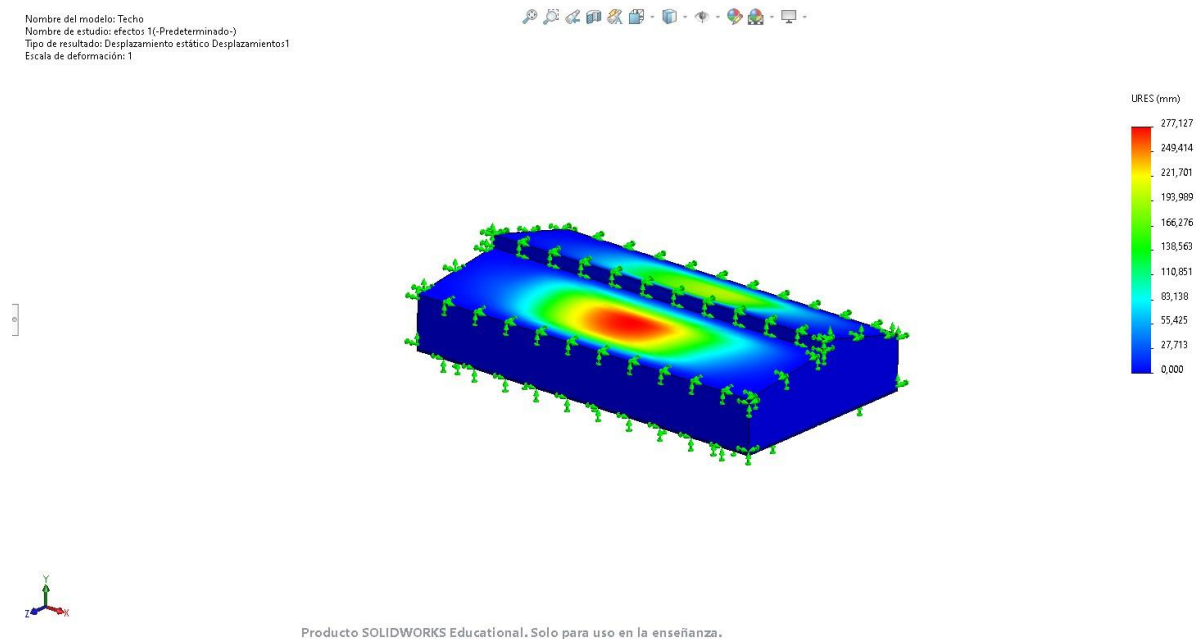 Nombre del modelo: Techo
Nombre de estudio: efectos 1(-Predeterminado-)
Tipo de resultado: Desplazamiento estático Desplazamientos1
Escala de deformación: 1
URES (mm)
277,127
249,414
221,701
193,989
166,276
138,563
110,851
83,138
55,425
27,713
0,000
Y
Z
X
Producto SOLIDWORKS Educational. Solo para uso en la enseñanza.